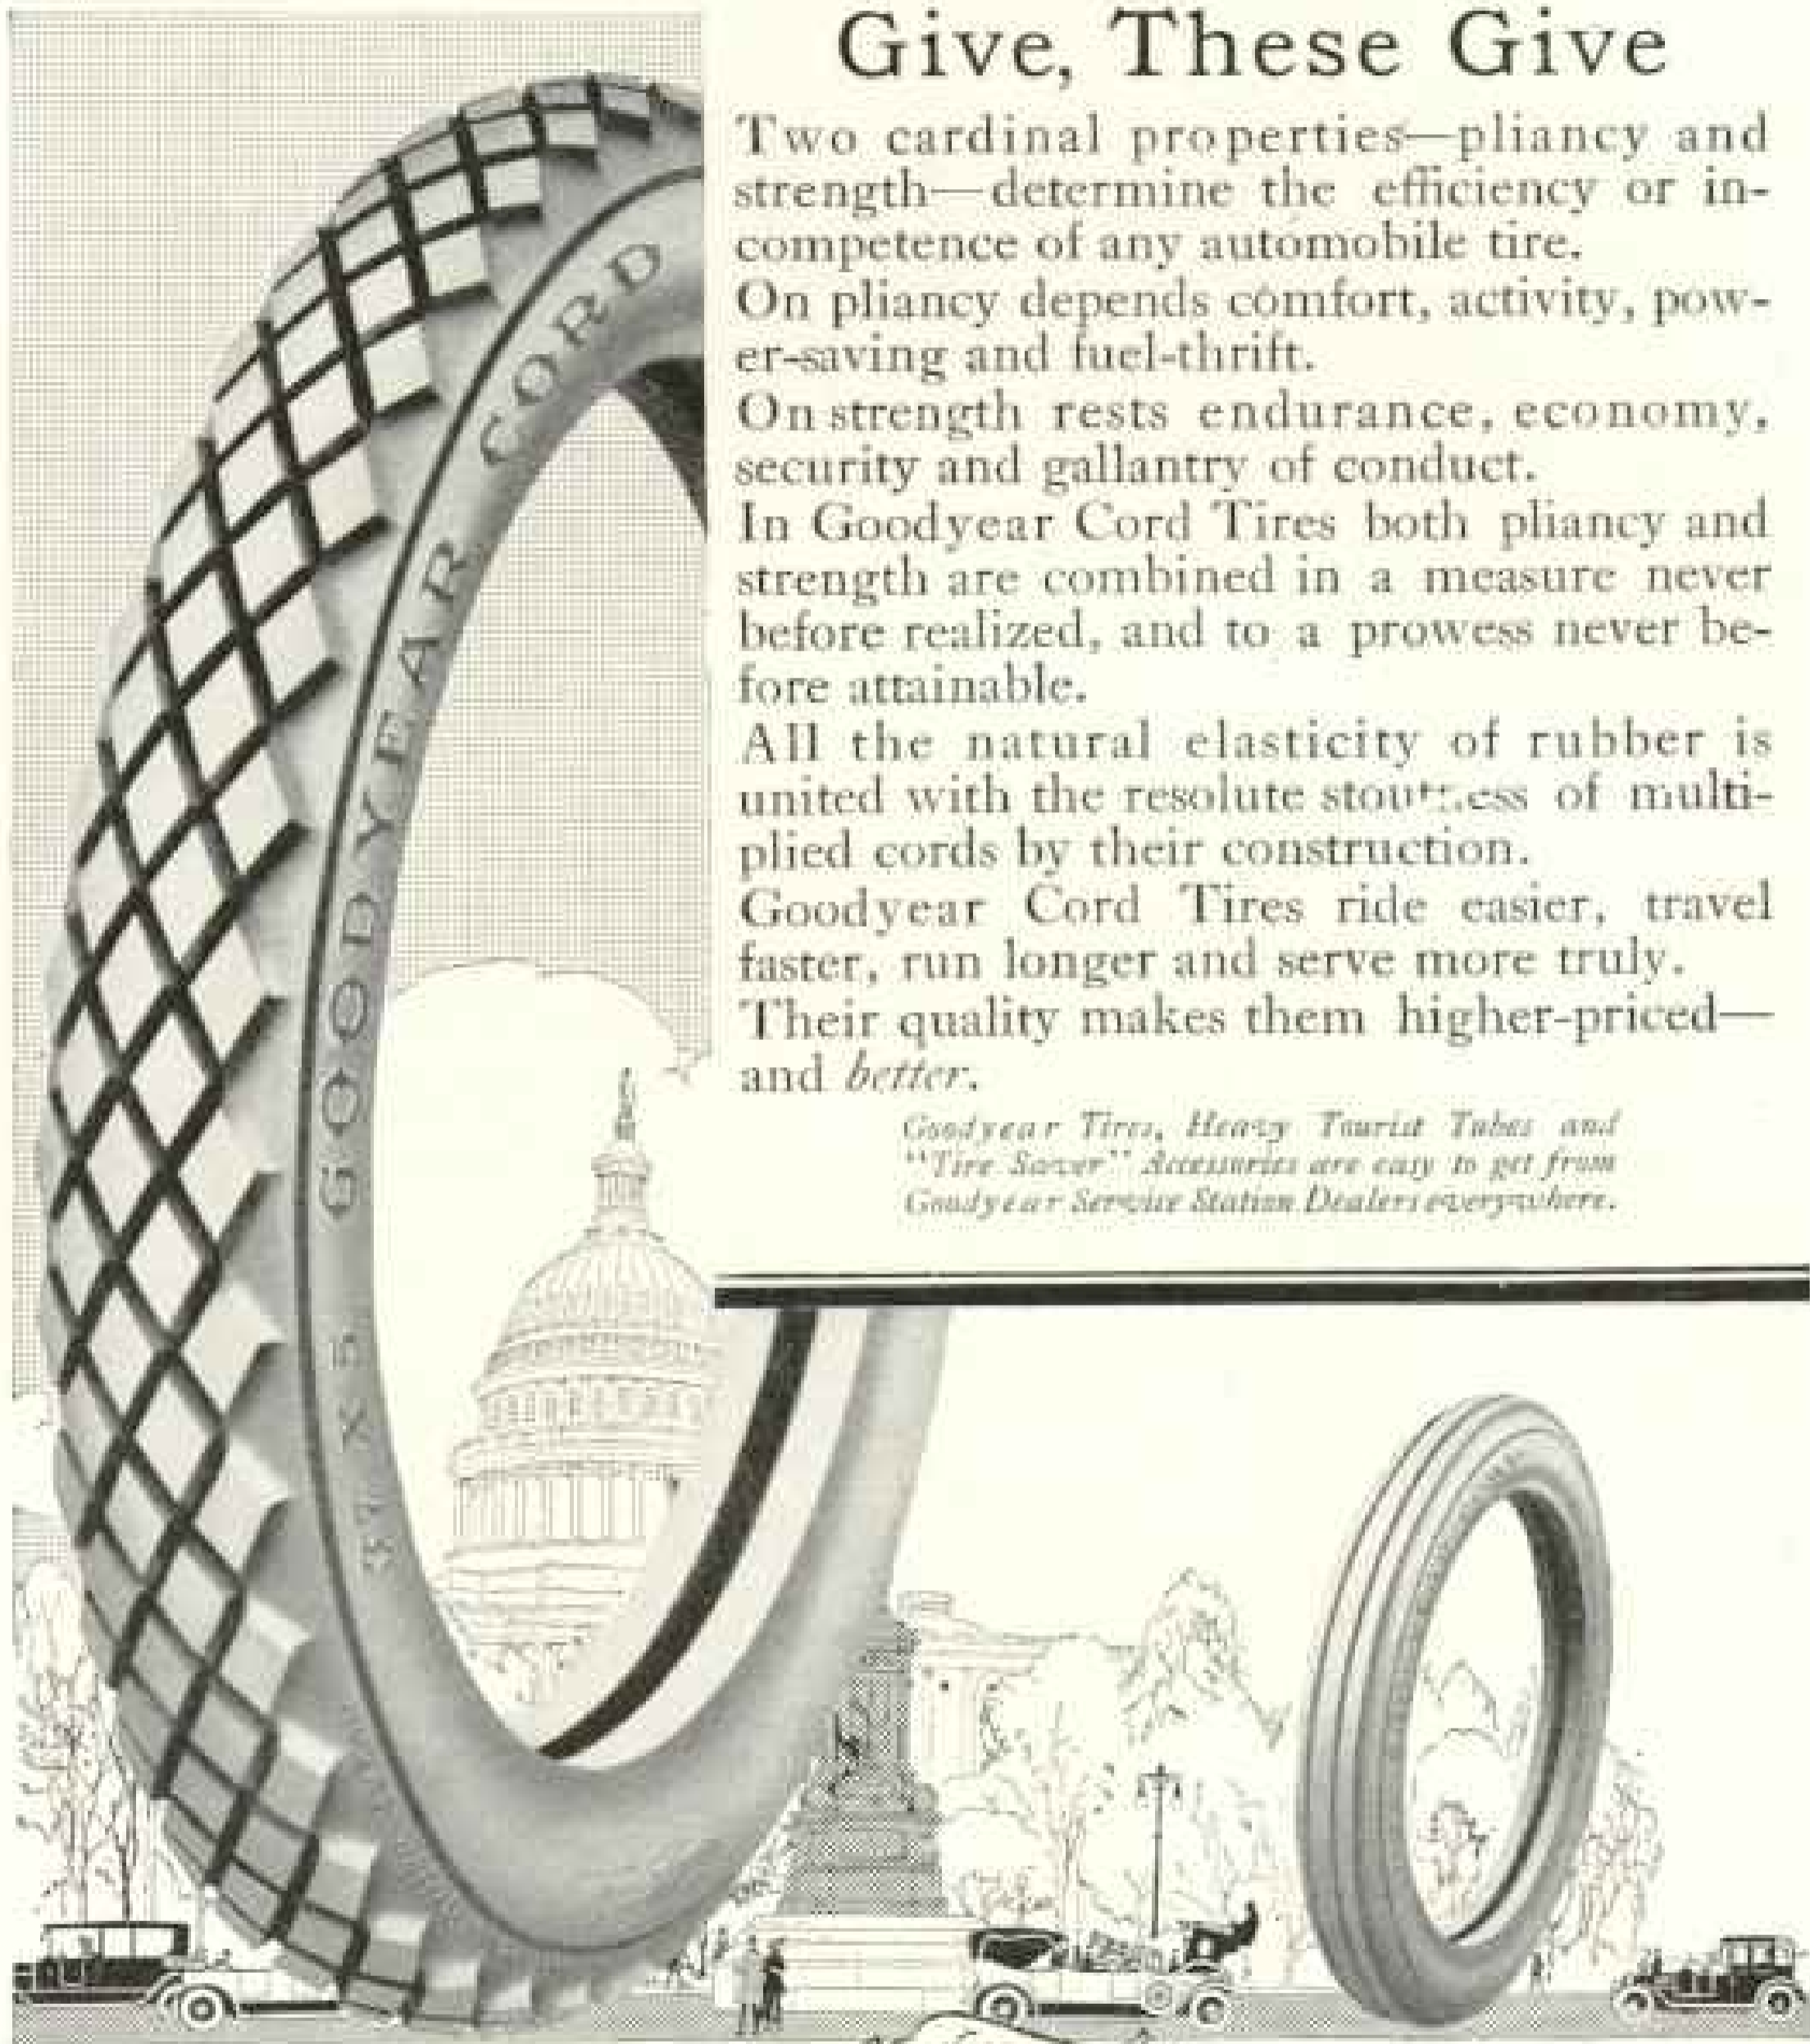 Give, These Give
Two cardinal properties—pliancy and
strength—determine the efficiency or in-
competence of any automobile tire.
On pliancy depends comfort, activity, pow-
er-saving and fuel-thrift.
On strength rests endurance, economy,
security and gallantry of conduct.
In Goodyear Cord Tires both pliancy and
strength are combined in a measure never
before realized, and to a prowess never be-
fore attainable.
All the natural elasticity of rubber is
united with the resolute stoutness of multi-
plied cords by their construction.
Goodyear Cord Tires ride easier, travel
faster, run longer and serve more truly.
Their quality makes them higher-priced—
and better.
Goodyear Tires, Heavy Tourist Tubes and
"Tire Saver" Accessories are easy to get from
Goodyear Service Station Dealers everywhere.
GOODYEAR CORD
37 X 5